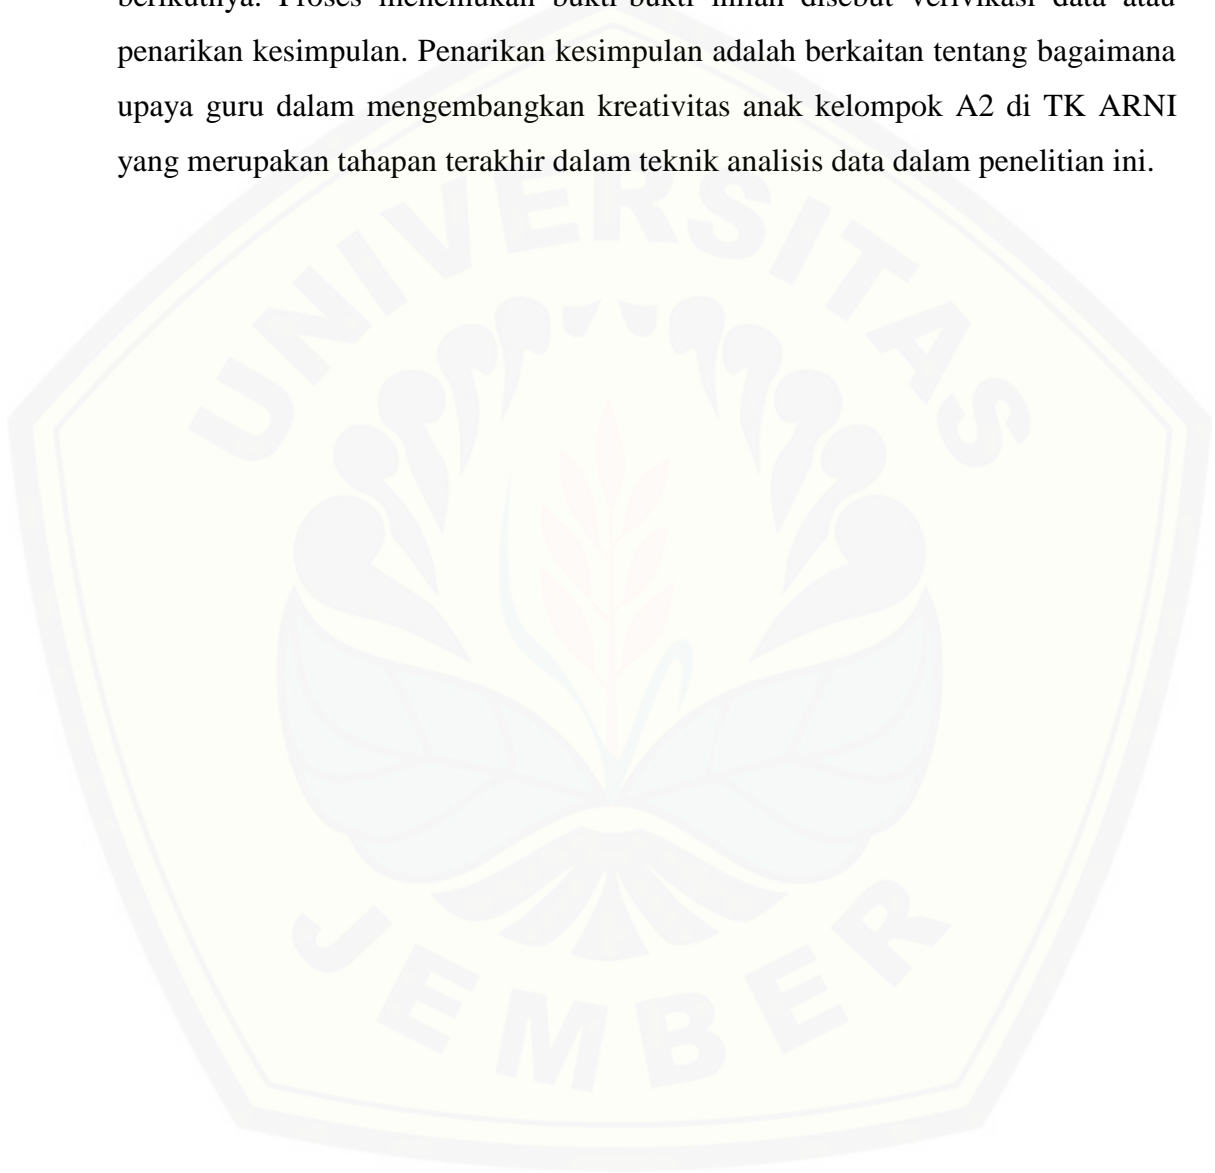 berikutnya. Proses menemukan bukti-bukti inilah disebut verivikasi data atau
penarikan kesimpulan. Penarikan kesimpulan adalah berkaitan tentang bagaimana
upaya guru dalam mengembangkan kreativitas anak kelompok A2 di TK ARNI
yang merupakan tahapan terakhir dalam teknik analisis data dalam penelitian ini.
UNIVERSITAS
JEMBER